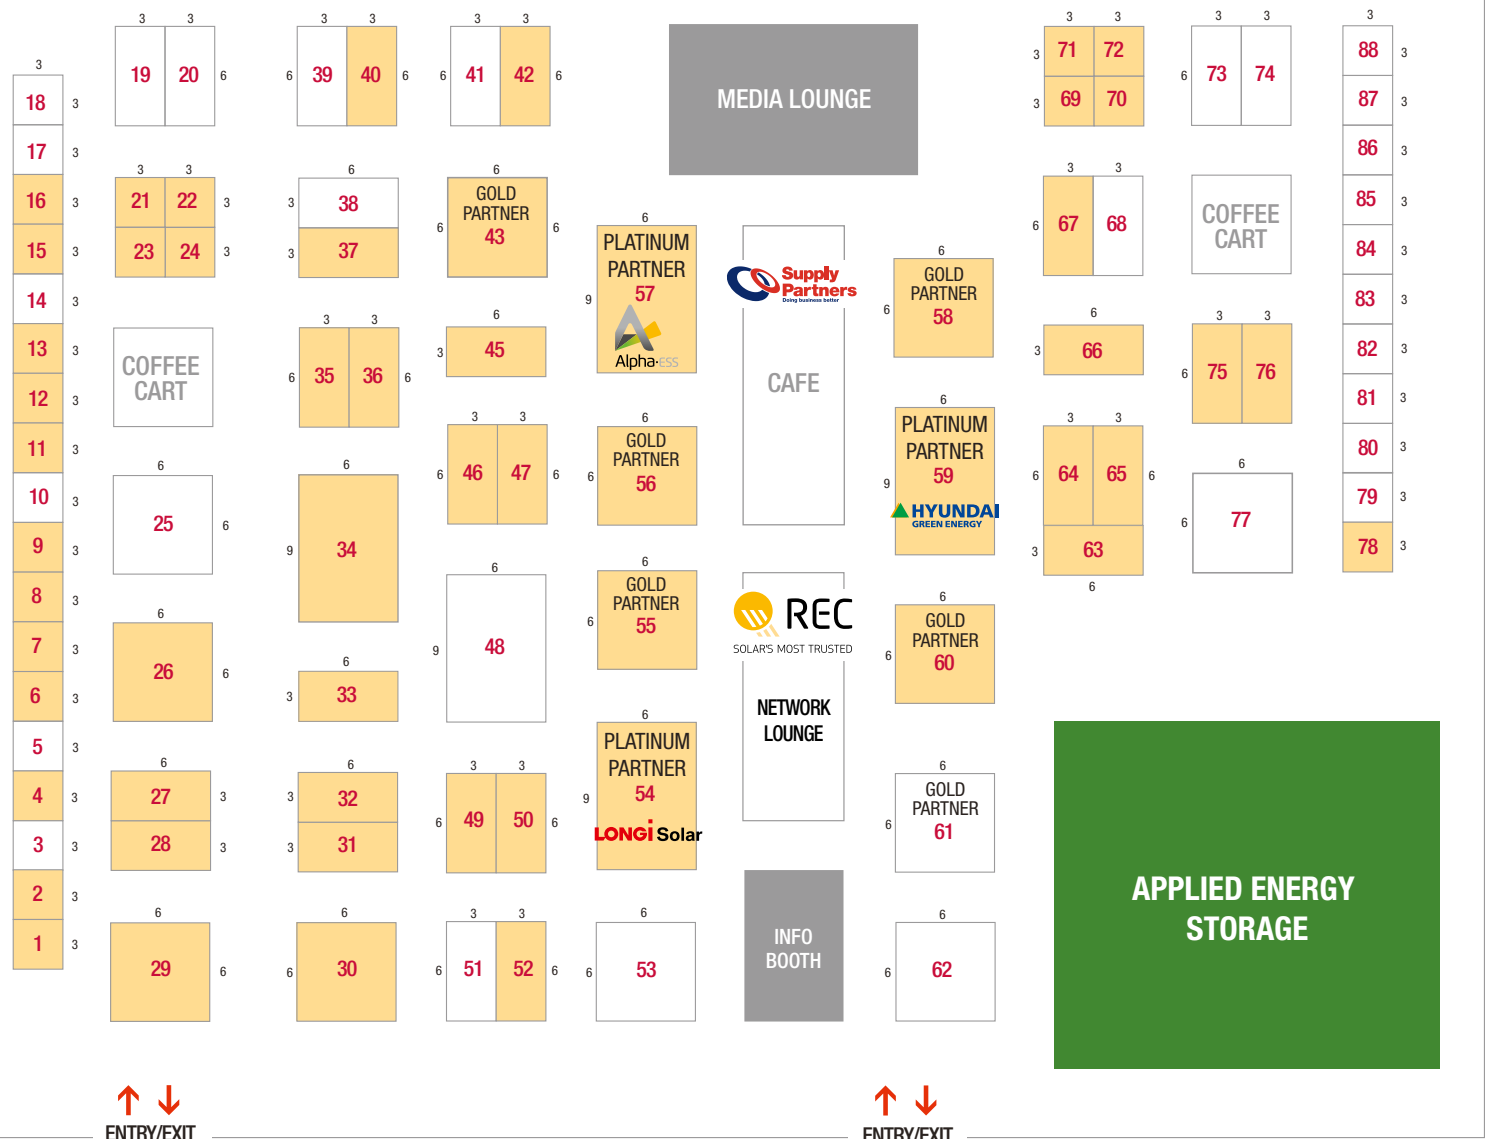 3 3 3 3 3 3 3 3 3 3 3
19 20 6
6 39 40 6
6 41 42 6
MEDIA LOUNGE
3 71 72
3 69 70
6 73 74
88 3
87 3
86 3
85 3
84 3
83 3
82 3
81 3
80 3
79 3
78 3
3
18 3
17 3
16 3
15 3
14 3
13 3
12 3
11 3
10 3
9 3
8 3
7 3
6 3
5 3
4 3
3 3
2 3
1 3
3 3
21 22 3
23 24 3
COFFEE
CART
6
25 6
6
26 6
6
27 3
28 3
6
29 6
6
3 38
3 37
3 3
6 35 36 6
6
9 34
6
3 33
6
3 32
3 31
6
6 30
6
GOLD
PARTNER
6 43 6
6
3 45
3 3
6 46 47 6
6
9 48
3 3
6 49 50 6
3 3
6 51 52 6
6
PLATINUM
PARTNER
57
9
Alpha·ESS
6
GOLD
PARTNER
6 56
6
GOLD
PARTNER
6 55
6
PLATINUM
PARTNER
9 54
LONGi Solar
6
6 53
Supply
Partners
Doing business better
CAFE
REC
SOLAR'S MOST TRUSTED
NETWORK
LOUNGE
INFO
BOOTH
6
GOLD
PARTNER
6 58
6
PLATINUM
PARTNER
9 59
HYUNDAI
GREEN ENERGY
6
GOLD
PARTNER
6 60
6
GOLD
PARTNER
6 61
6
6 62
3 3
6 67 68
6
3 66
3 3
6 64 65 6
3 63
6
COFFEE
CART
3 3
6 75 76
6
6 77
APPLIED ENERGY
STORAGE
ENTRY/EXIT
ENTRY/EXIT